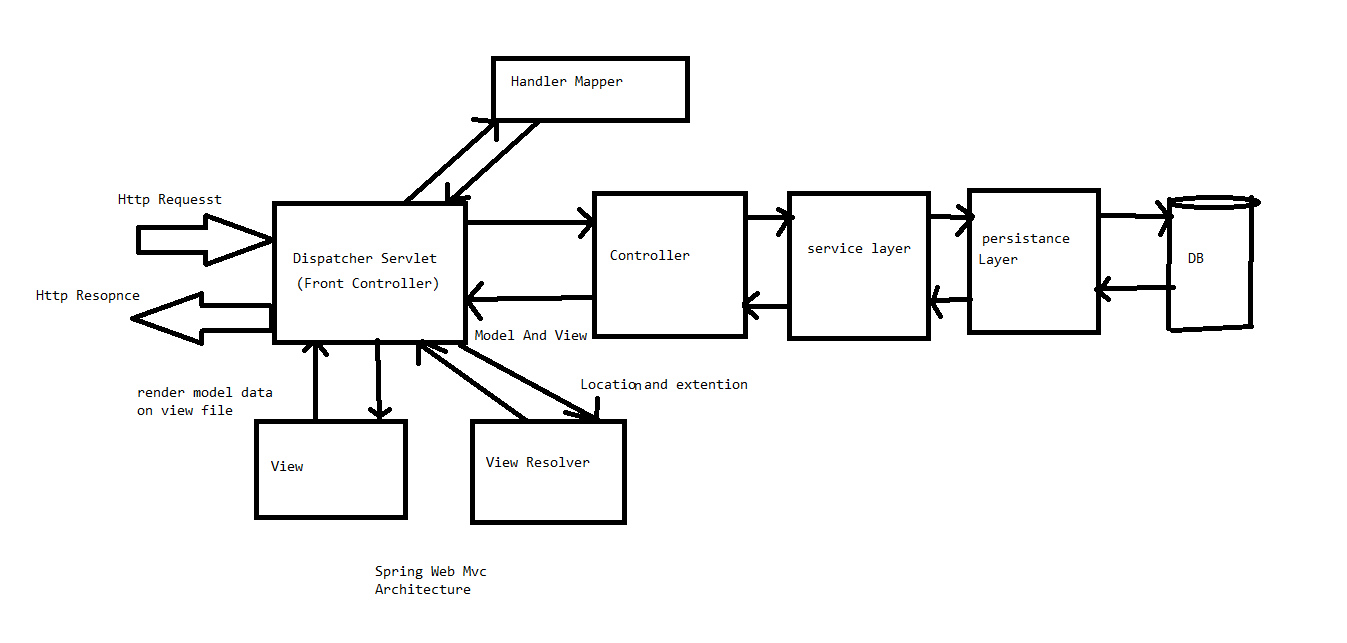 Handler Mapper
Http Requesst
Dispatcher Servlet
(Front Controller)
Controller
service layer
persistance
Layer
DB
Http Resopnce
Model And View
Location and extention
render model data
on view file
View
View Resolver
Spring Web Mvc
Architecture